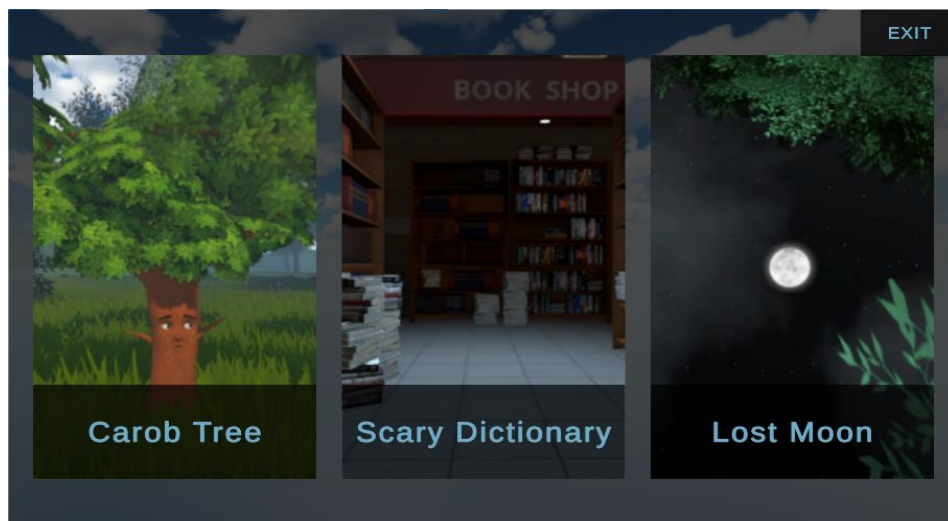 EXIT
BOOK SHOP
Carob Tree
Scary Dictionary
Lost Moon